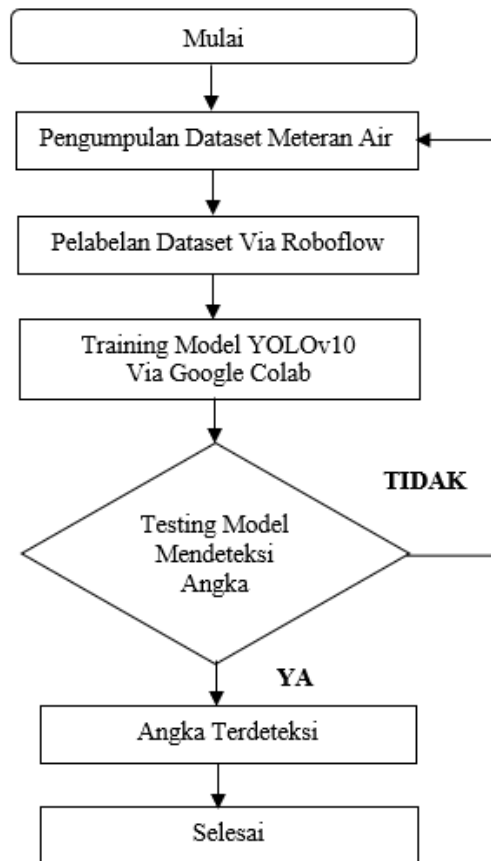 Mulai
Pengumpulan Dataset Meteran Air
Pelabelan Dataset Via Roboflow
Training Model YOLOv10
Via Google Colab
TIDAK
Testing Model
Mendeteksi
Angka
YA
Angka Terdeteksi
Selesai